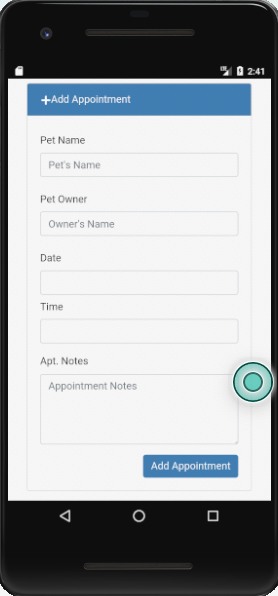 2:41
+Add Appointment
Pet Name
Pet's Name
Pet Owner
Owner's Name
Date
Time
Apt. Notes
Appointment Notes
Add Appointment